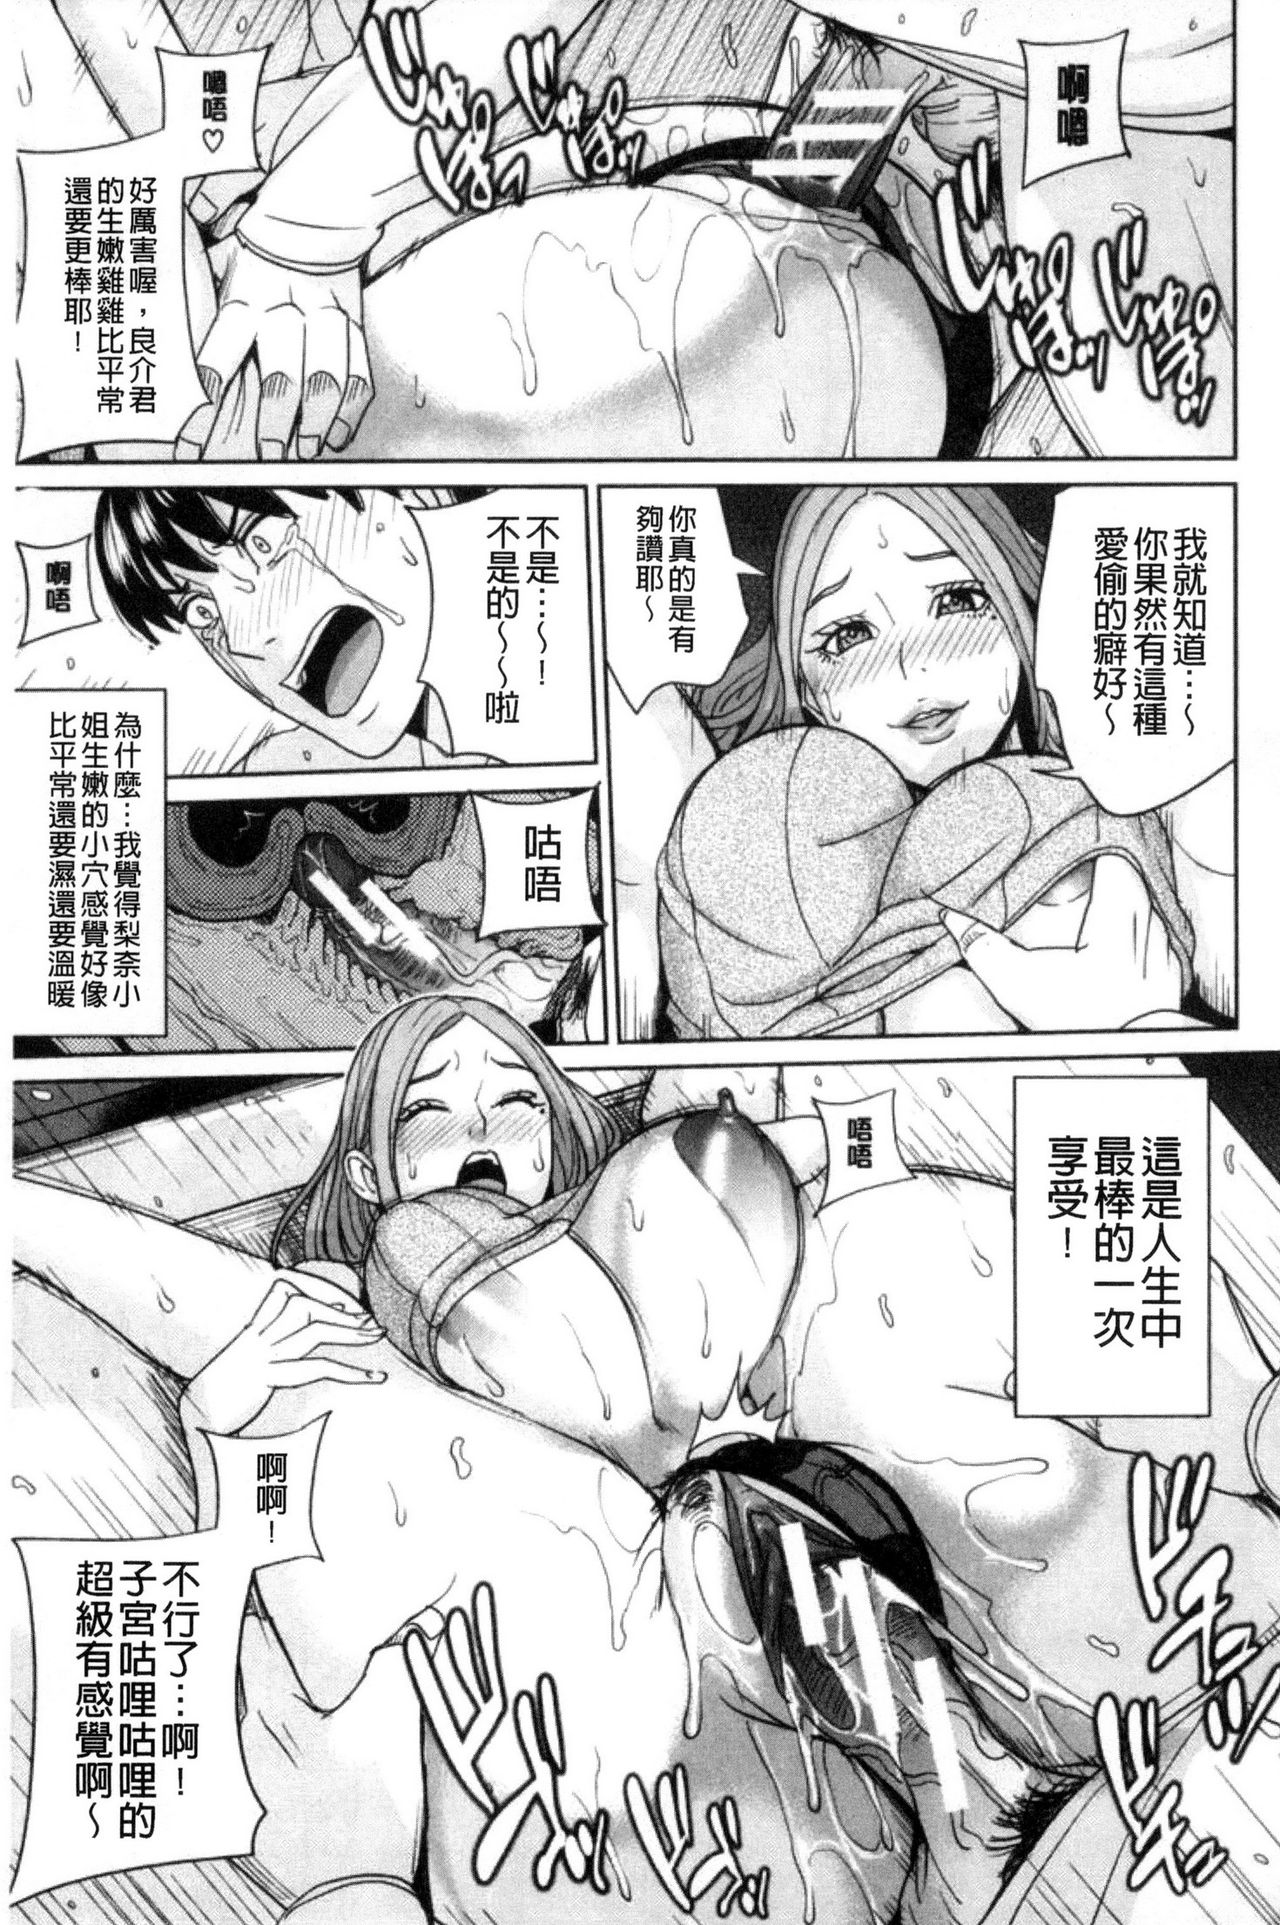 啊嗯
嗯唔♡
好厲害喔，良介君
的生嫩雞雞比平常
還要更棒耶！
我就知道…～
你果然有這種
愛偷的癖好～
你真的是有
夠讚耶～
不是…～！
不是的～～啦
啊唔
咕唔
為什麼…我覺得梨奈小
姐生嫩的小穴感覺好像
比平常還要濕還要溫暖
這是人生中
最棒的一次
享受！
唔唔
啊啊！
不行了…啊！
子宮咕哩咕哩的
超級有感覺啊～